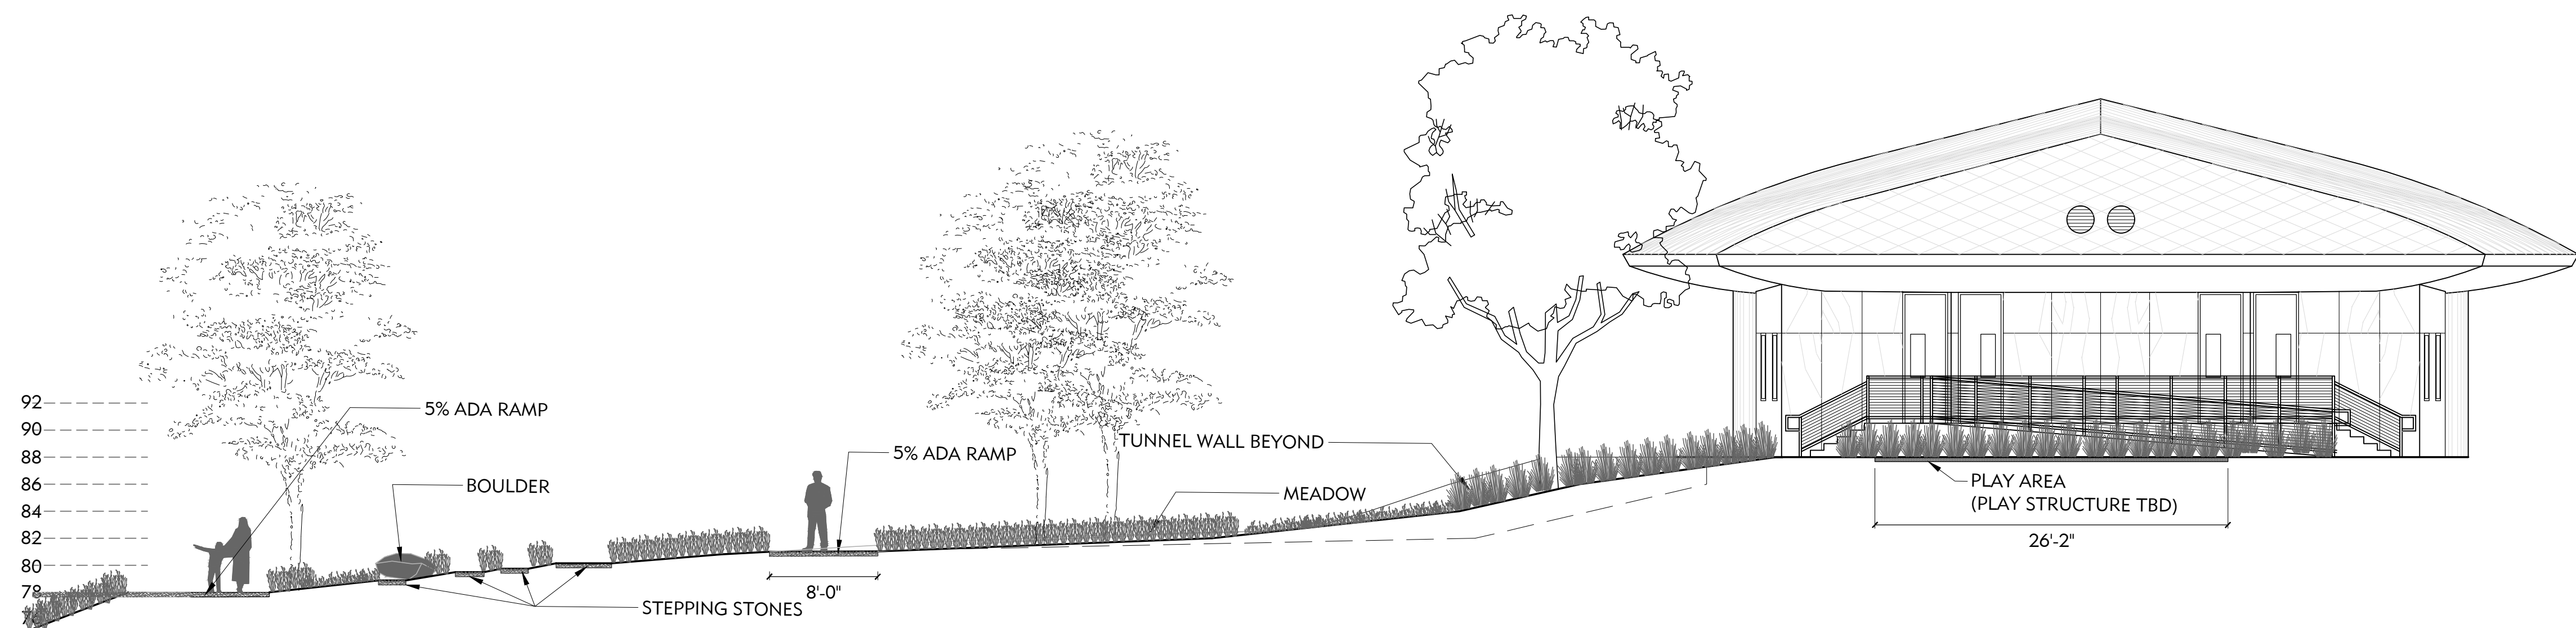 92
90
88
86
84
82
80
78
5% ADA RAMP
BOULDER
STEPPING STONES
8'-0"
5% ADA RAMP
TUNNEL WALL BEYOND
MEADOW
PLAY AREA
(PLAY STRUCTURE TBD)
26'-2"